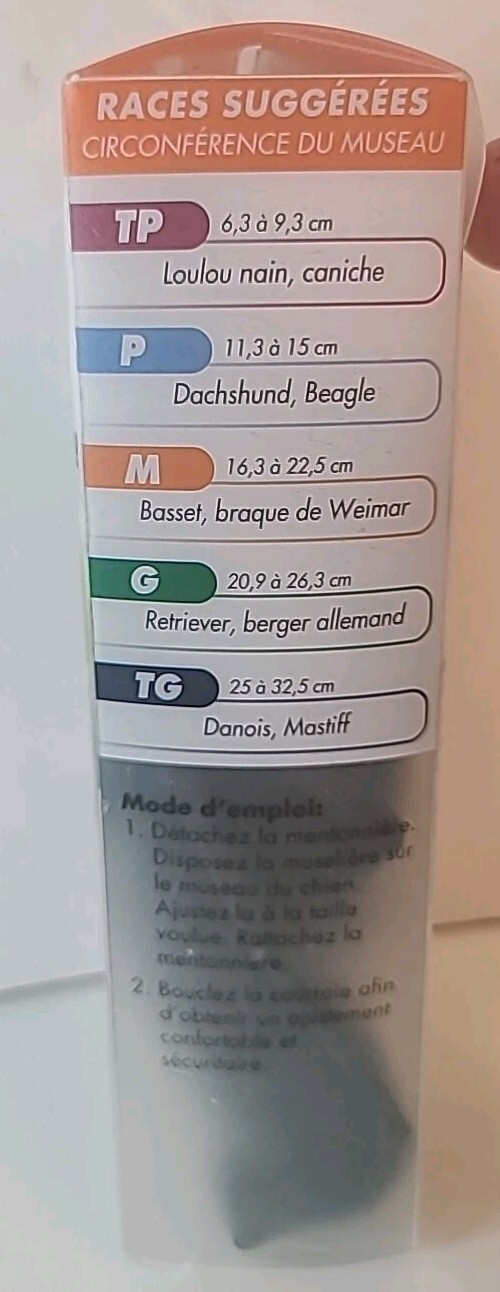 RACES SUGGÉRÉES
CIRCONFÉRENCE DU MUSEAU
TP 6,3 à 9,3 cm
Loulou nain, caniche
P 11,3 à 15 cm
Dachshund, Beagle
M 16,3 à 22,5 cm
Basset, braque de Weimar
G 20,9 à 26,3 cm
Retriever, berger allemand
TG 25 à 32,5 cm
Danois, Mastiff
Mode d'emploi:
1. Détachez la mentonnière.
Disposez la muselière sur
le museau du chien.
Ajustez-la à la taille
voulue. Rattachez la
mentonnière.
2. Bouclez la courroie afin
d'obtenir un ajustement
confortable et
sécuritaire.